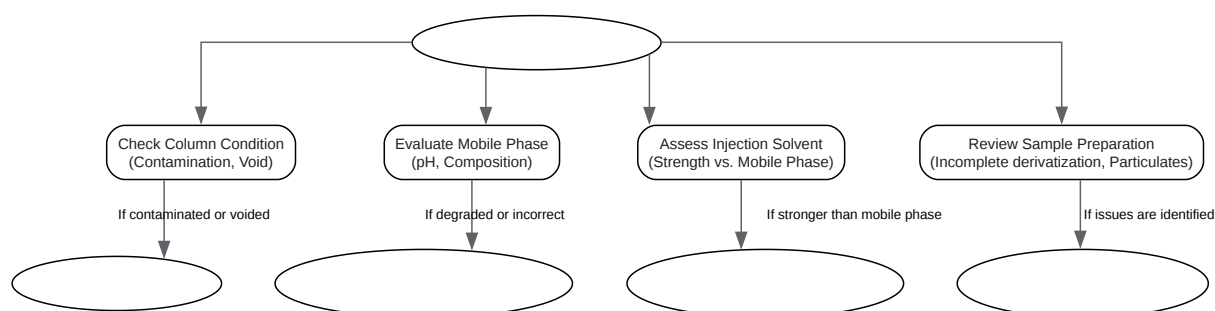 Check Column Condition
(Contamination, Void)
Evaluate Mobile Phase
(pH, Composition)
Assess Injection Solvent
(Strength vs. Mobile Phase)
Review Sample Preparation
(Incomplete derivatization, Particulates)
If contaminated or voided
If degraded or incorrect
If stronger than mobile phase
If issues are identified